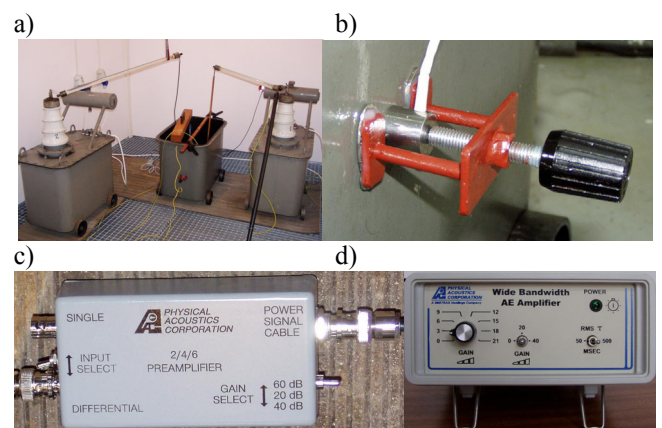 a)
b)
c)
d)
SINGLE
PHYSICAL
ACOUSTICS
CORPORATION
POWER
SIGNAL
CABLE
INPUT
SELECT
2/4/6
PREAMPLIFIER
GAIN
SELECT
60 dB
20 dB
40 dB
DIFFERENTIAL
PHYSICAL
ACOUSTICS
CORPORATION
Wide Bandwidth
AE Amplifier
POWER
9 12
6 15
3 18
0 21
GAIN
20
0 40
GAIN
RMS T
50 500
MSEC